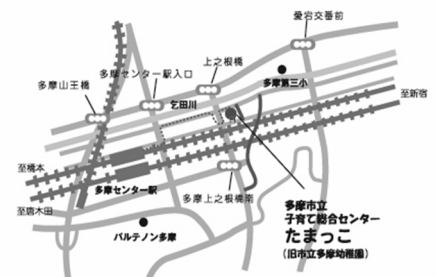 愛宕交番前
上之根橋
多摩センター駅入口
多摩第三小
多摩山王橋
乞田川
至新宿
至橋本
多摩センター駅
多摩上之根橋南
至唐木田
パルテノン多摩
多摩市立
子育て総合センター
たまっこ
（旧市立多摩幼稚園）